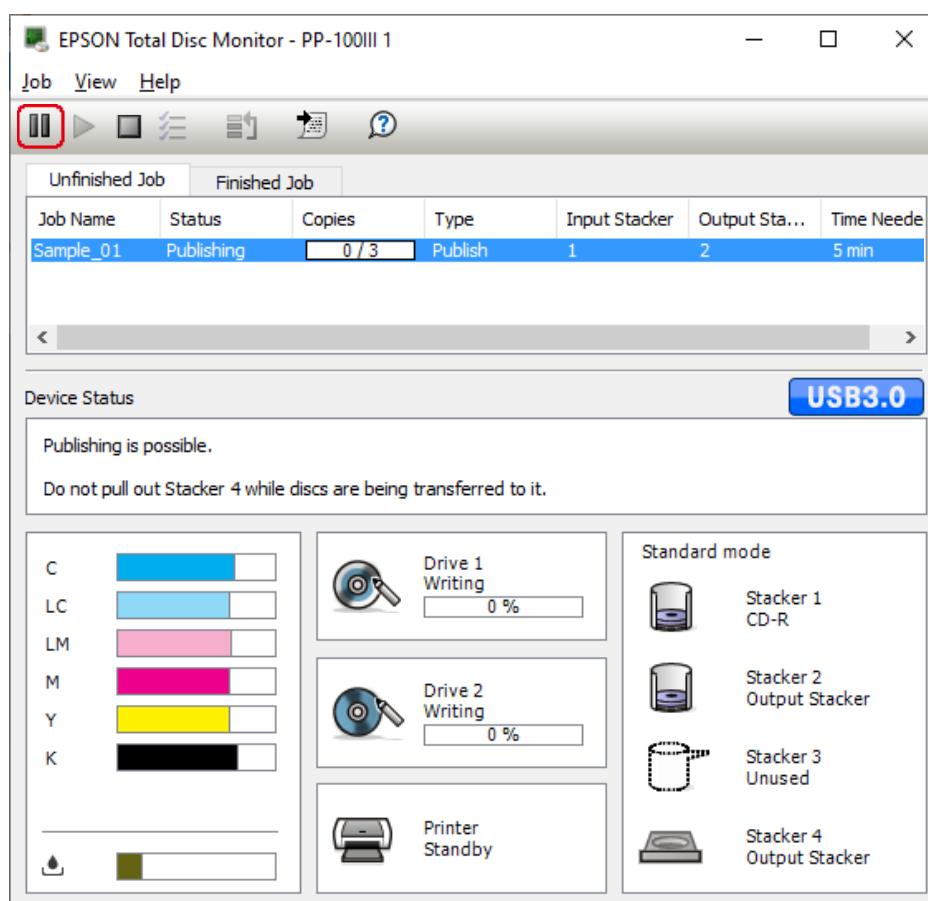 EPSON Total Disc Monitor - PP-100III 1
Job View Help
Unfinished Job Finished Job
Job Name Status Copies Type Input Stacker Output Sta... Time Neede
Sample_01 Publishing 0 / 3 Publish 1 2 5 min
Device Status USB3.0
Publishing is possible.
Do not pull out Stacker 4 while discs are being transferred to it.
C
LC
LM
M
Y
K
Drive 1
Writing
0 %
Drive 2
Writing
0 %
Printer
Standby
Standard mode
Stacker 1
CD-R
Stacker 2
Output Stacker
Stacker 3
Unused
Stacker 4
Output Stacker